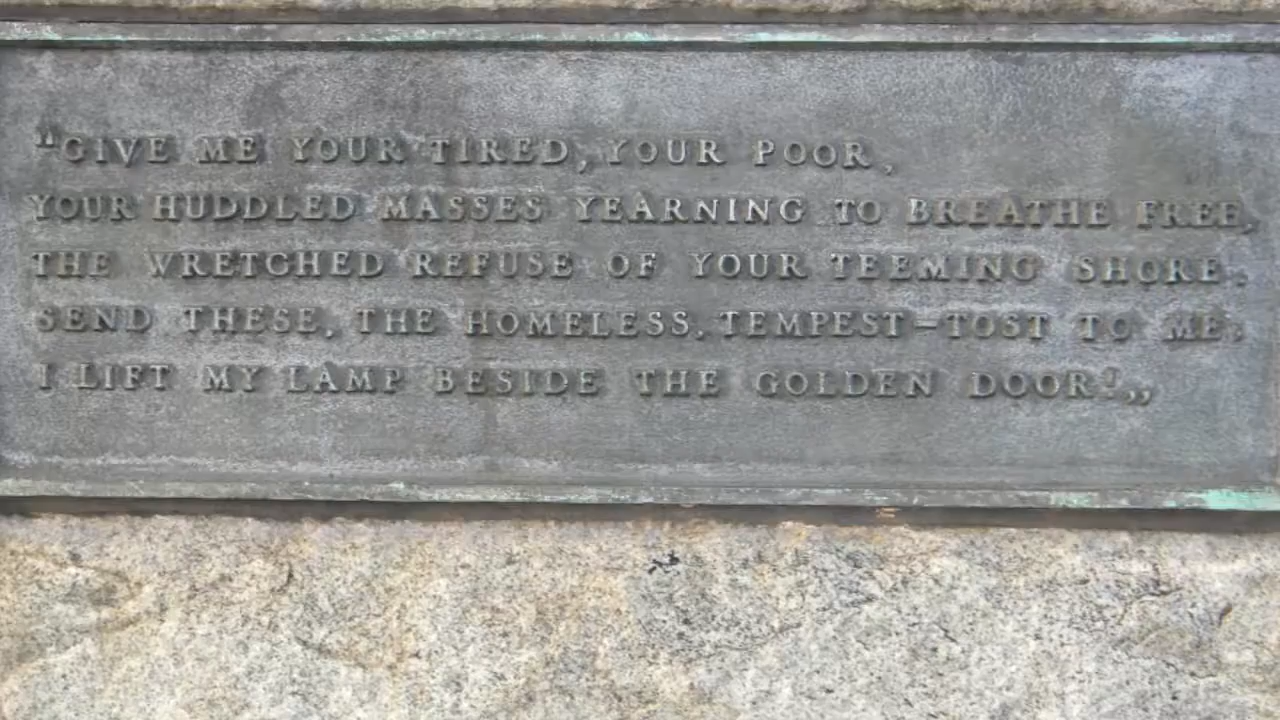 "GIVE ME YOUR TIRED, YOUR POOR,
YOUR HUDDLED MASSES YEARNING TO BREATHE FREE,
THE WRETCHED REFUSE OF YOUR TEEMING SHORE.
SEND THESE, THE HOMELESS, TEMPEST-TOST TO ME,
I LIFT MY LAMP BESIDE THE GOLDEN DOOR!„